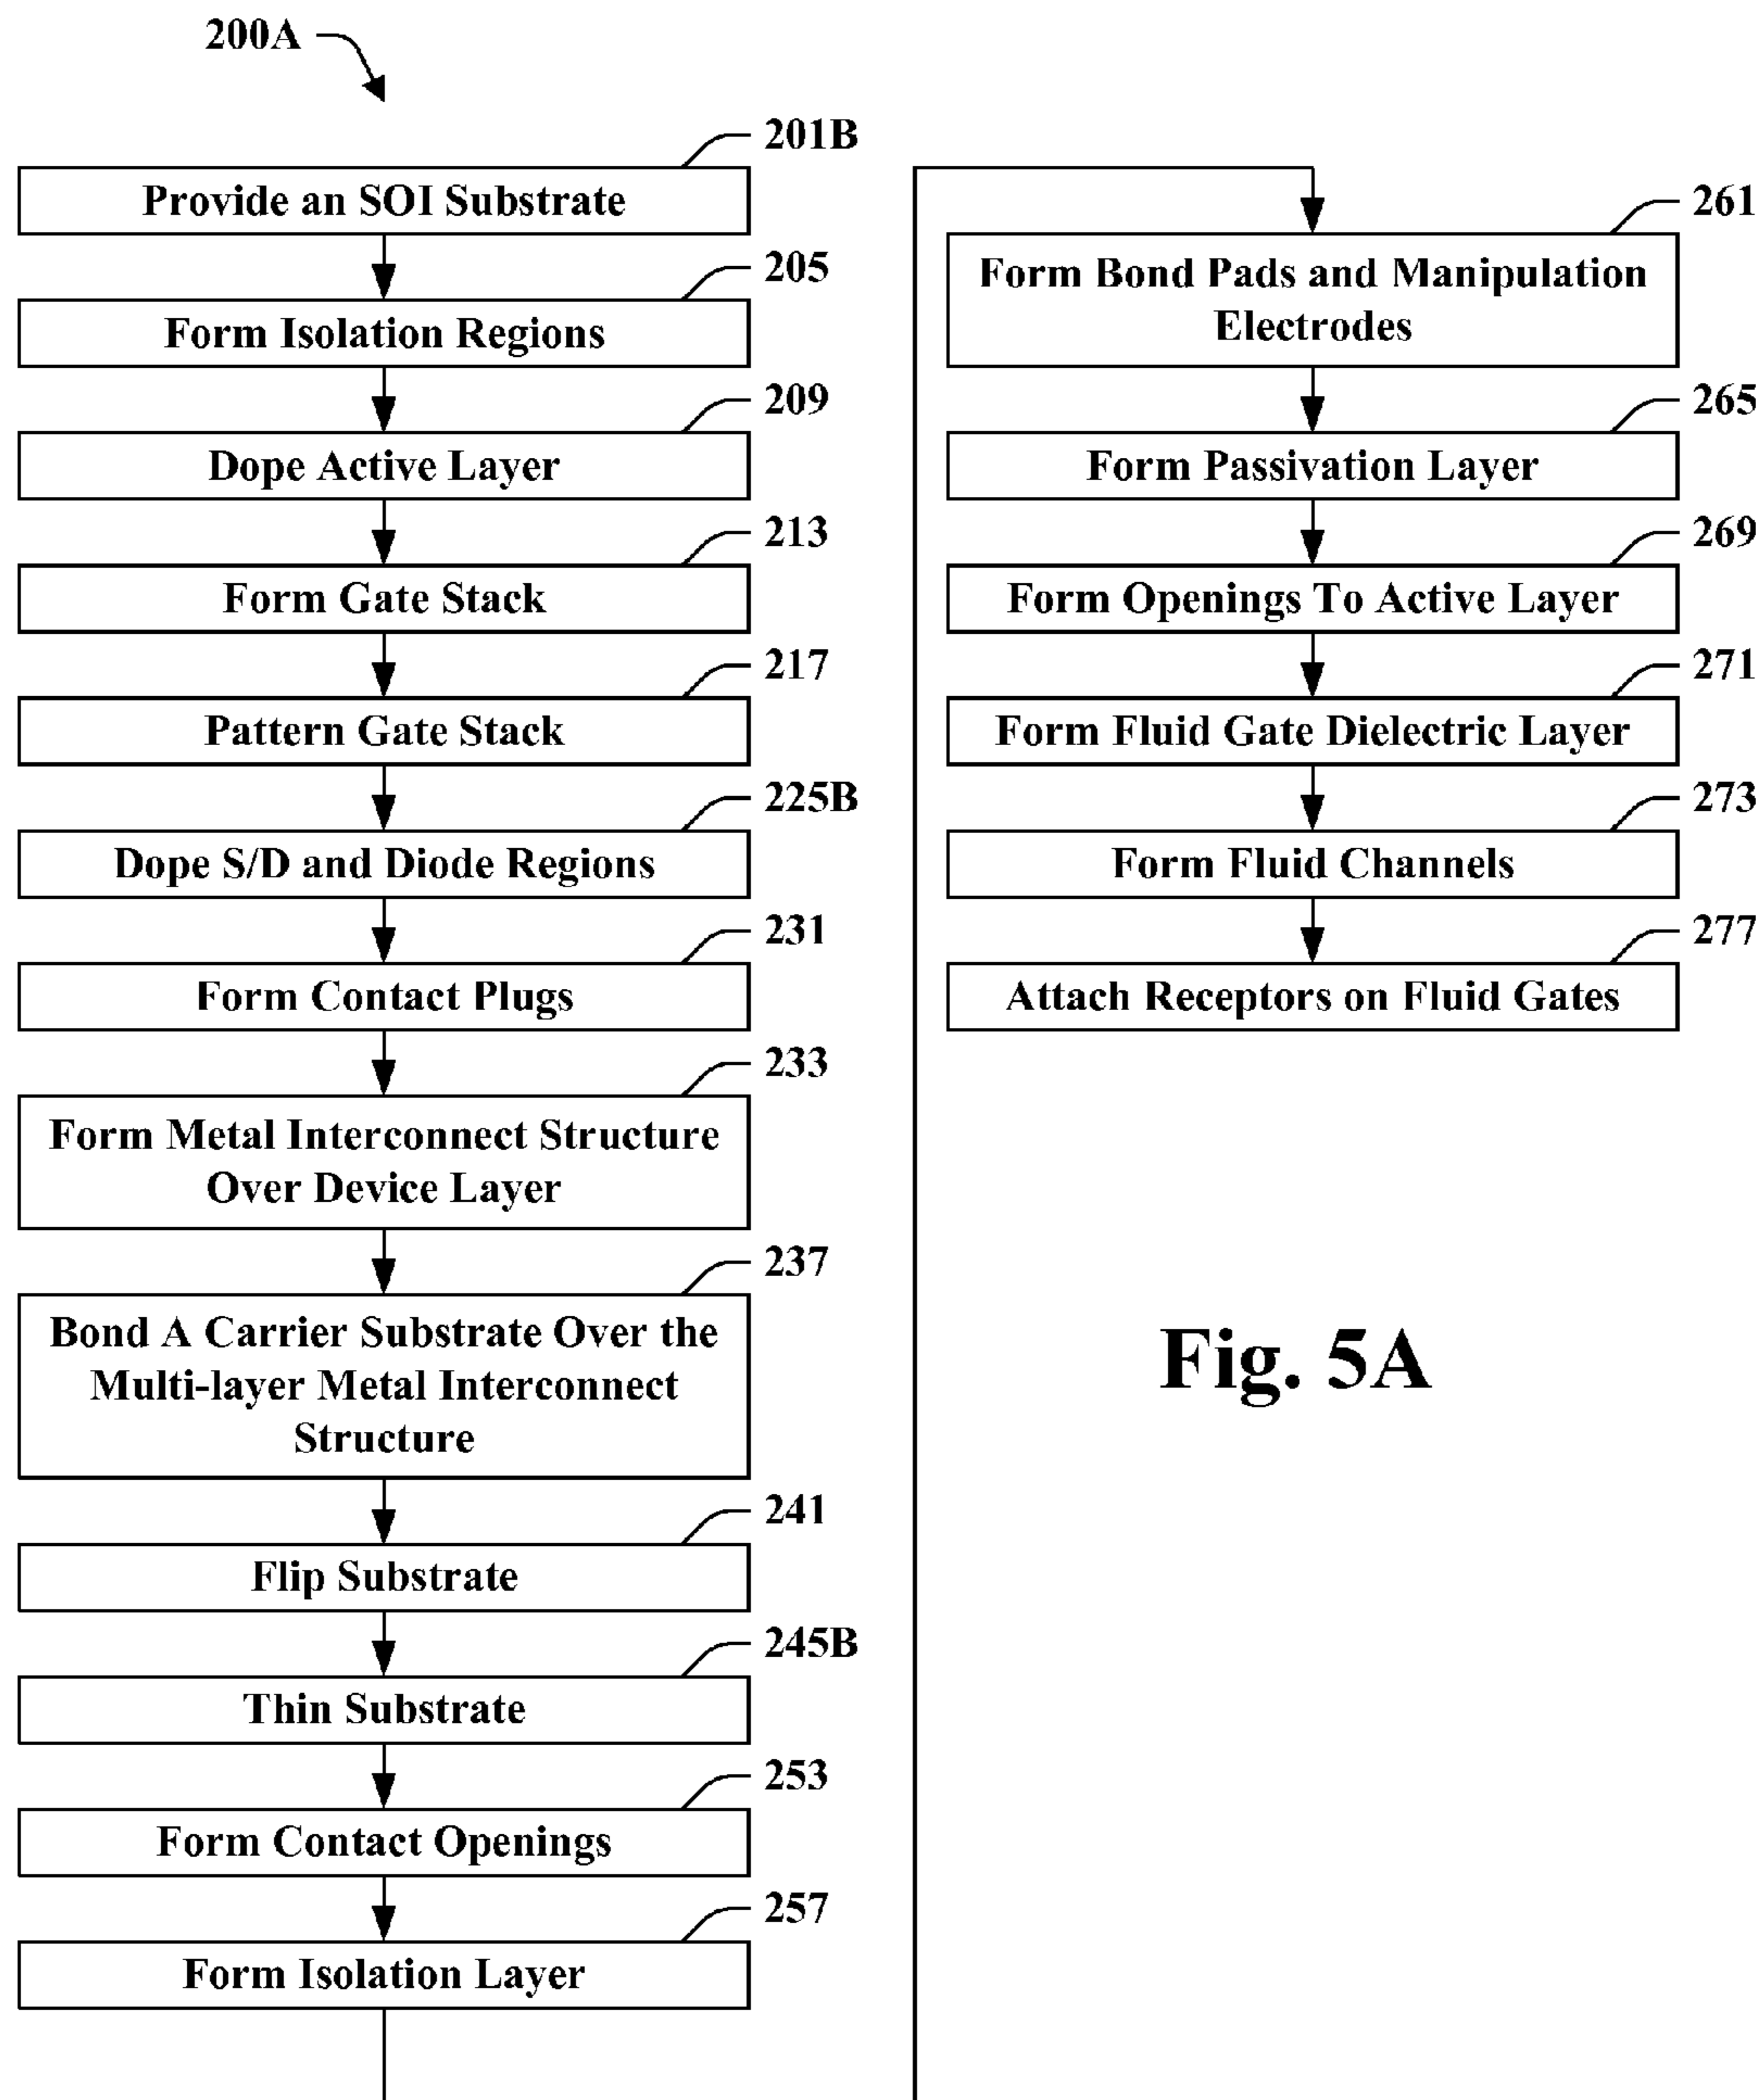 200A
201B
Provide an SOI Substrate
205
Form Isolation Regions
209
Dope Active Layer
213
Form Gate Stack
217
Pattern Gate Stack
225B
Dope S/D and Diode Regions
231
Form Contact Plugs
233
Form Metal Interconnect Structure
Over Device Layer
237
Bond A Carrier Substrate Over the
Multi-layer Metal Interconnect
Structure
241
Flip Substrate
245B
Thin Substrate
253
Form Contact Openings
257
Form Isolation Layer
261
Form Bond Pads and Manipulation
Electrodes
265
Form Passivation Layer
269
Form Openings To Active Layer
271
Form Fluid Gate Dielectric Layer
273
Form Fluid Channels
277
Attach Receptors on Fluid Gates
Fig. 5A